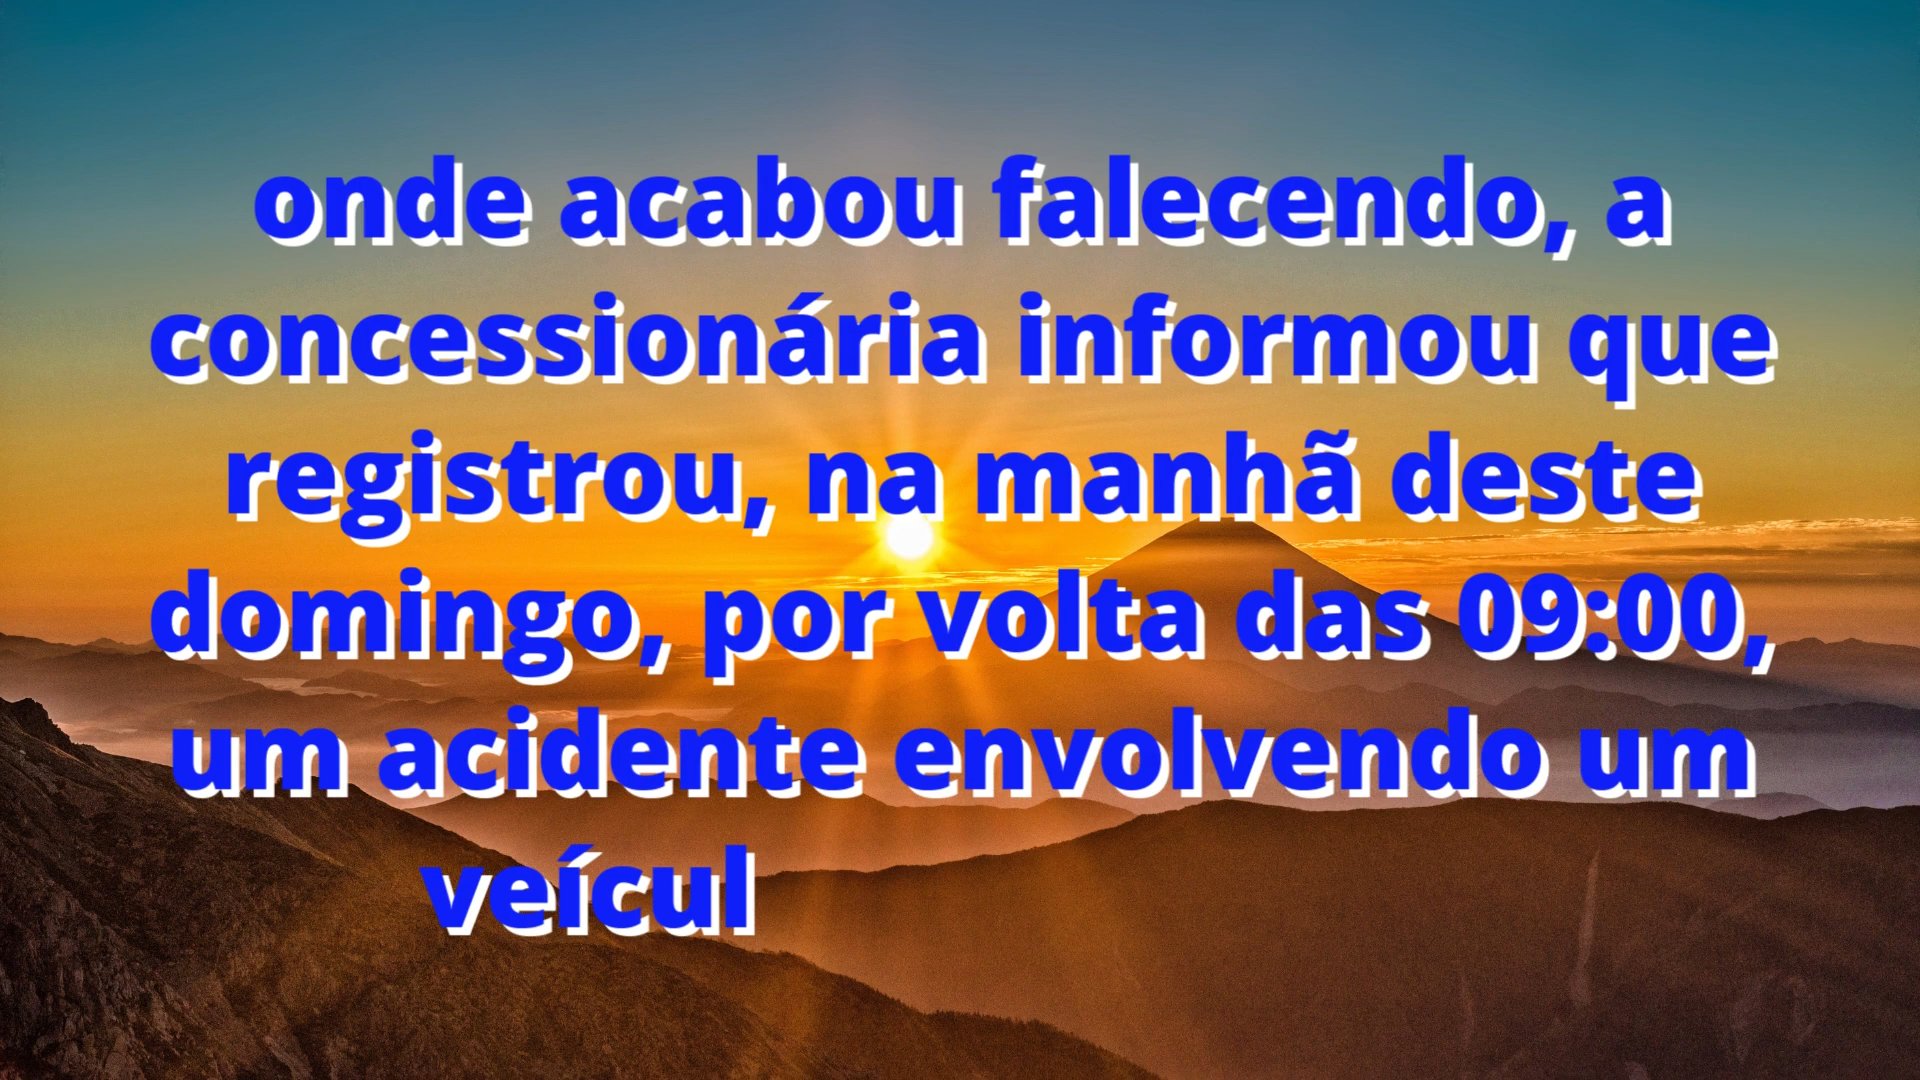 onde acabou falecendo, a
concessionária informou que
registrou, na manhã deste
domingo, por volta das 09:00,
um acidente envolvendo um
veícul